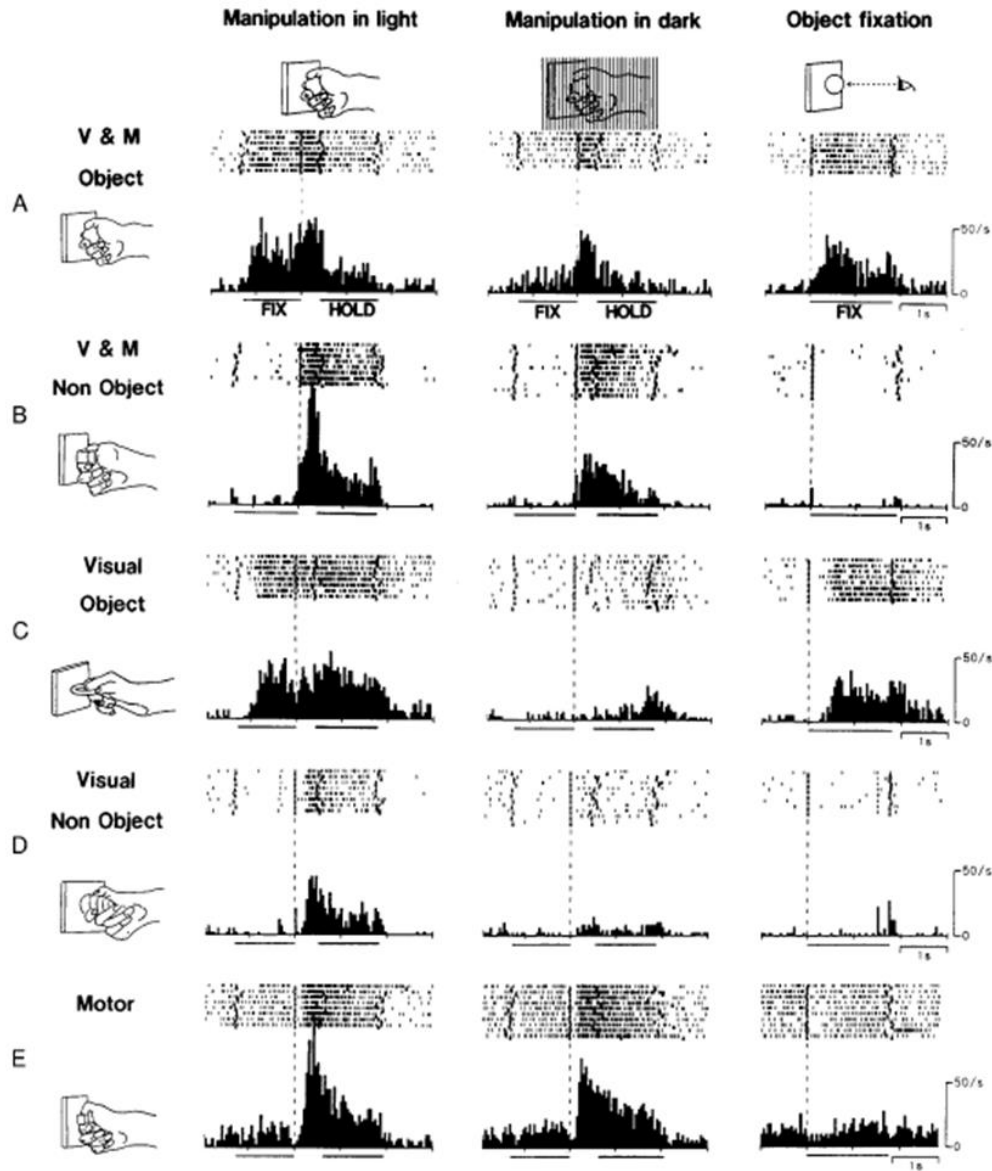 Manipulation in light Manipulation in dark Object fixation
V & M
Object
A
50/s
0
FIX HOLD FIX HOLD FIX 1s
V & M
Non Object
B
50/s
0
1s
Visual
Object
C
50/s
0
1s
Visual
Non Object
D
50/s
0
1s
Motor
E
50/s
0
1s